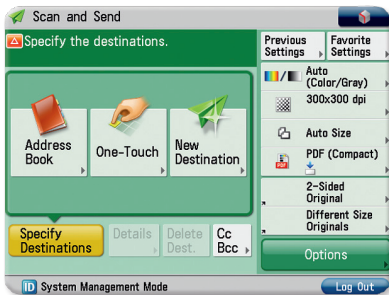 Scan and Send
Specify the destinations.
Previous
Settings
Favorite
Settings
Auto
(Color/Gray)
300x300 dpi
Auto Size
PDF
PDF (Compact)
2-Sided
Original
Different Size
Originals
Options
Address
Book
One-Touch
New
Destination
Specify
Destinations
Details
Delete
Dest.
Cc
Bcc
ID System Management Mode
Log Out